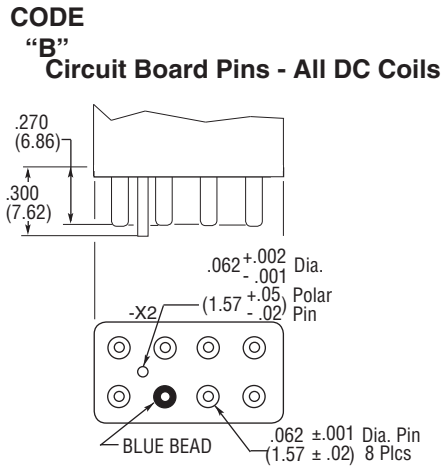 CODE
“B”
Circuit Board Pins - All DC Coils
.270
(6.86)
.300
(7.62)
.062 +.002 - .001 Dia.
(1.57 +.05 - .02) Polar Pin
-X2
BLUE BEAD
.062 ±.001 Dia. Pin
(1.57 ± .02) 8 Plcs